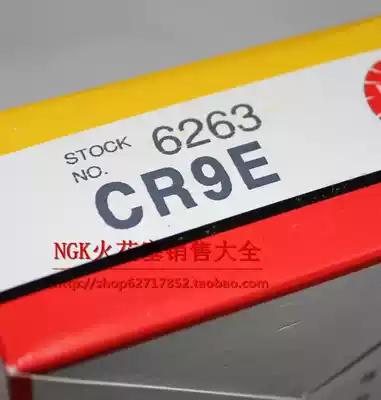 STOCK NO. 6263
CR9E
NGK火花塞销售大全
http://shop62717852.taobao.com